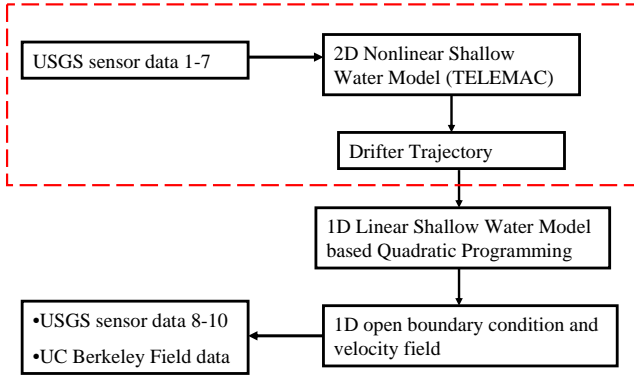 USGS sensor data 1-7
2D Nonlinear Shallow
Water Model (TELEMAC)
Drifter Trajectory
1D Linear Shallow Water Model
based Quadratic Programming
•USGS sensor data 8-10
•UC Berkeley Field data
1D open boundary condition and
velocity field